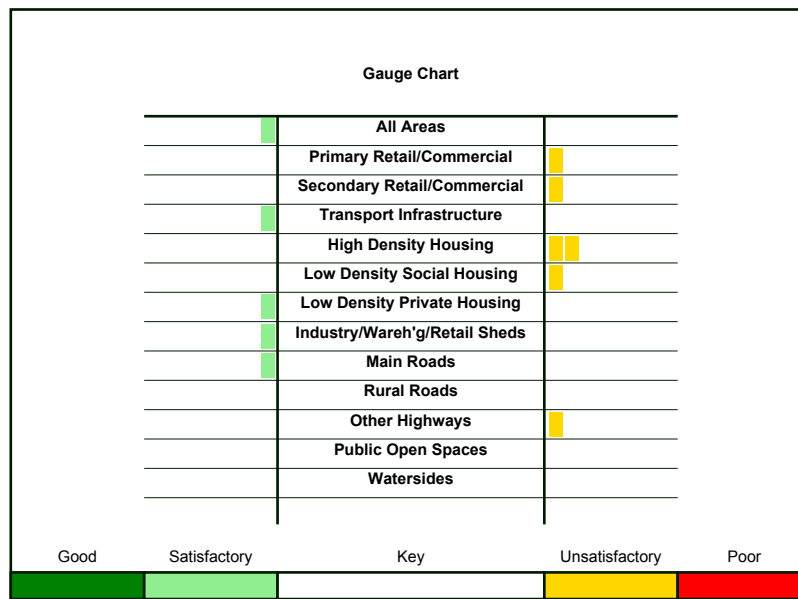 Gauge Chart
All Areas
Primary Retail/Commercial
Secondary Retail/Commercial
Transport Infrastructure
High Density Housing
Low Density Social Housing
Low Density Private Housing
Industry/Wareh'g/Retail Sheds
Main Roads
Rural Roads
Other Highways
Public Open Spaces
Watersides
Good Satisfactory Key Unsatisfactory Poor